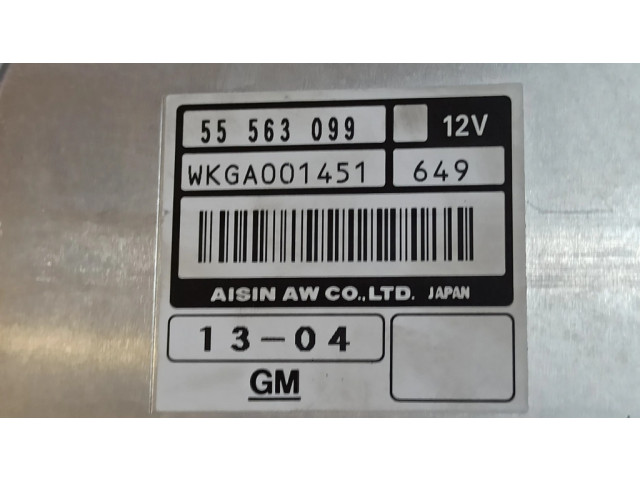 55 563 099 12V
WKGA001451 649
AISIN AW CO.,LTD. JAPAN
13-04
GM